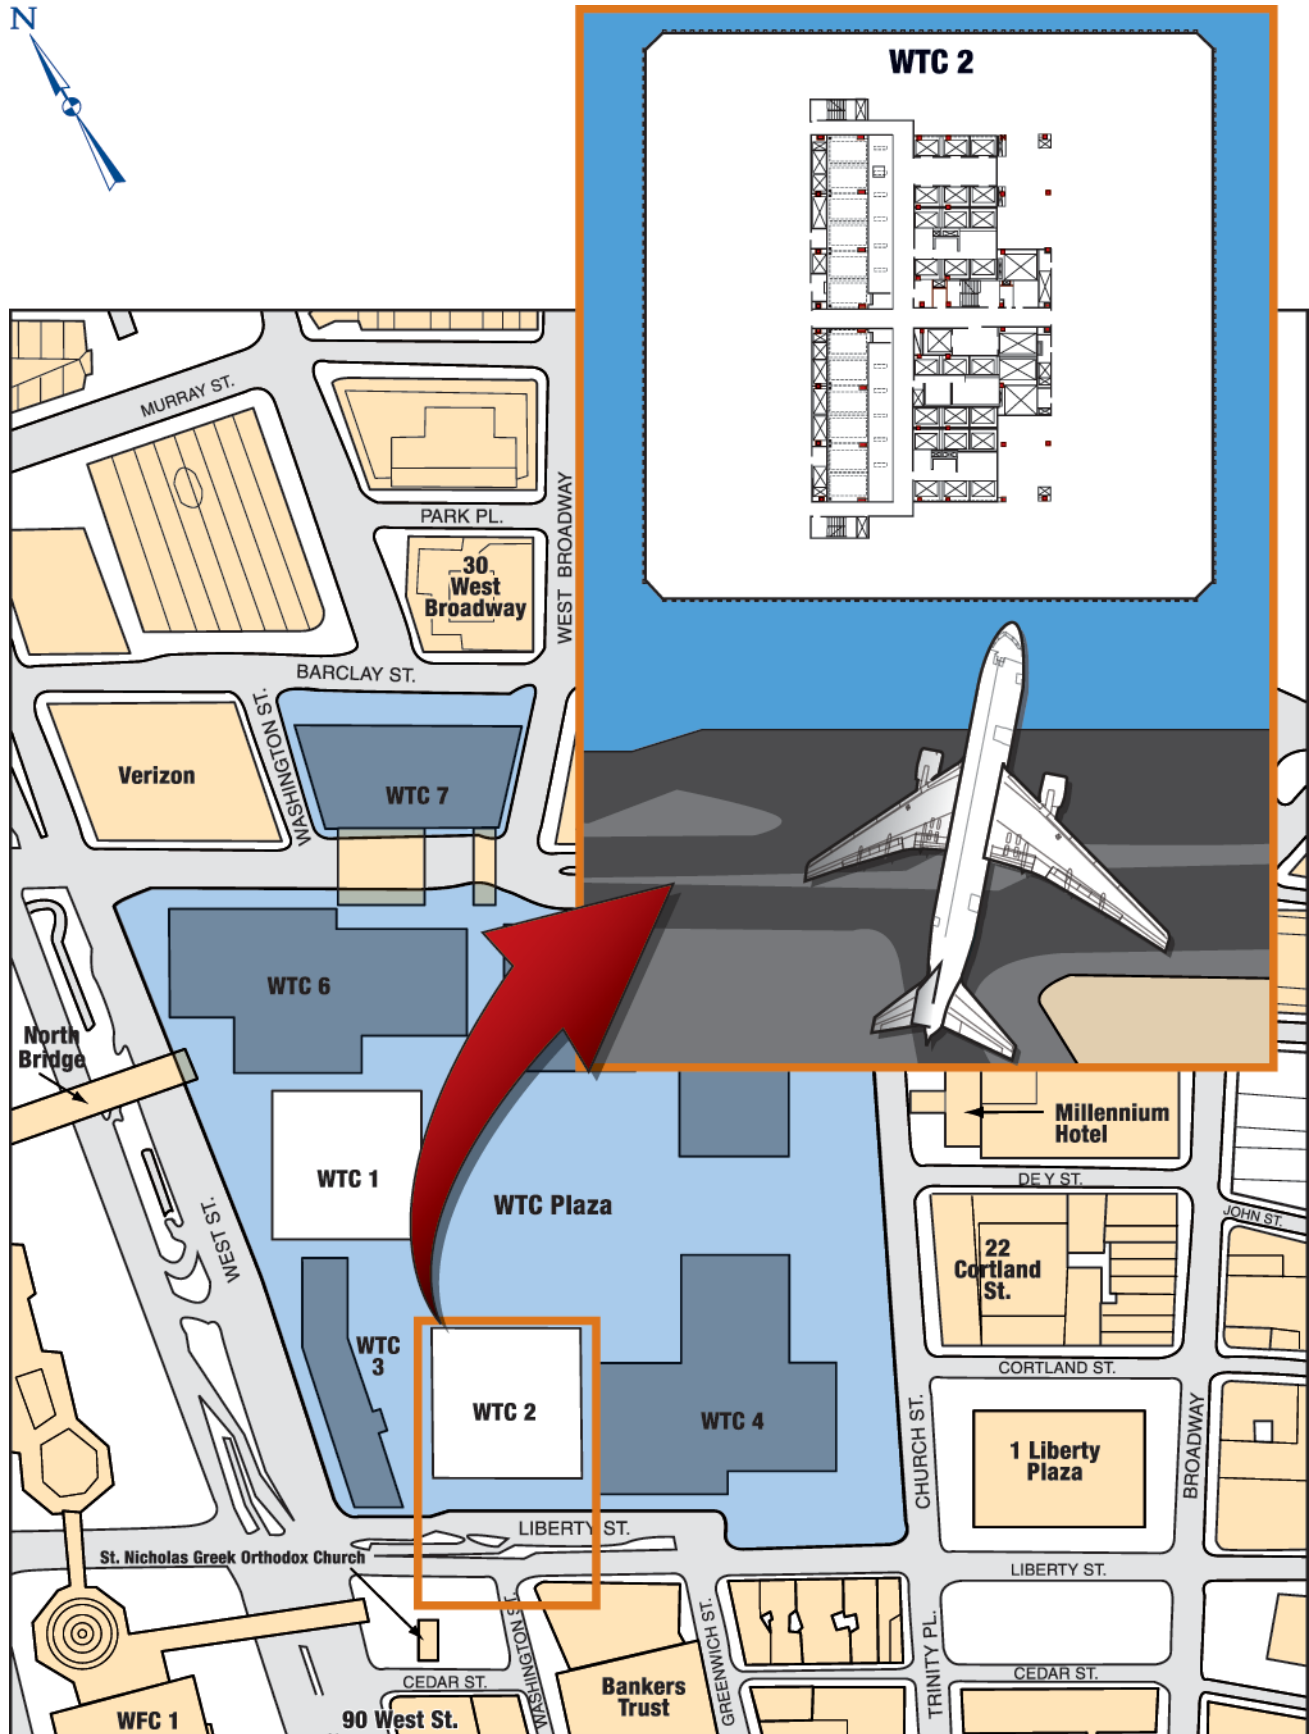 N
WTC 2
MURRAY ST.
PARK PL.
WEST BROADWAY
30
West
Broadway
BARCLAY ST.
WASHINGTON ST.
Verizon
WTC 7
WTC 6
North
Bridge
WTC 1
WTC Plaza
WEST ST.
Millennium
Hotel
DEY ST.
JOHN ST.
22
Cortland
St.
WTC
3
CORTLAND ST.
WTC 2
WTC 4
CHURCH ST.
1 Liberty
Plaza
BROADWAY
LIBERTY ST.
St. Nicholas Greek Orthodox Church
LIBERTY ST.
WASHINGTON ST.
GREENWICH ST.
TRINITY PL.
CEDAR ST.
CEDAR ST.
Bankers
Trust
WFC 1
90 West St.